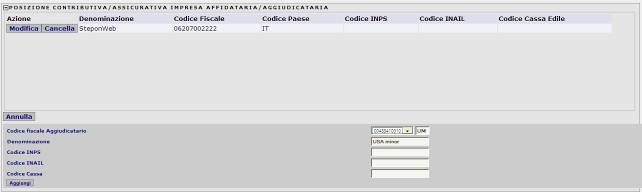 POSIZIONE CONTRIBUTIVA/ASSICURATIVA IMPRESA AFFIDATARIA/AGGIUDICATARIA
Azione Denominazione Codice Fiscale Codice Paese Codice INPS Codice INAIL Codice Cassa Edile
Modifica Cancella SteponWeb 06207002222 IT
Annulla
Codice fiscale Aggiudicatario
Denominazione USA minor
Codice INPS
Codice INAIL
Codice Cassa
Aggiungi